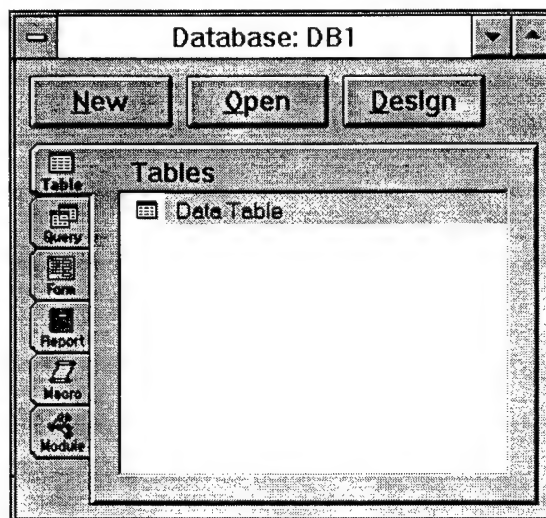 Database: DB1
New Open Design
Table
Tables
Data Table
Query
Form
Report
Macro
Module